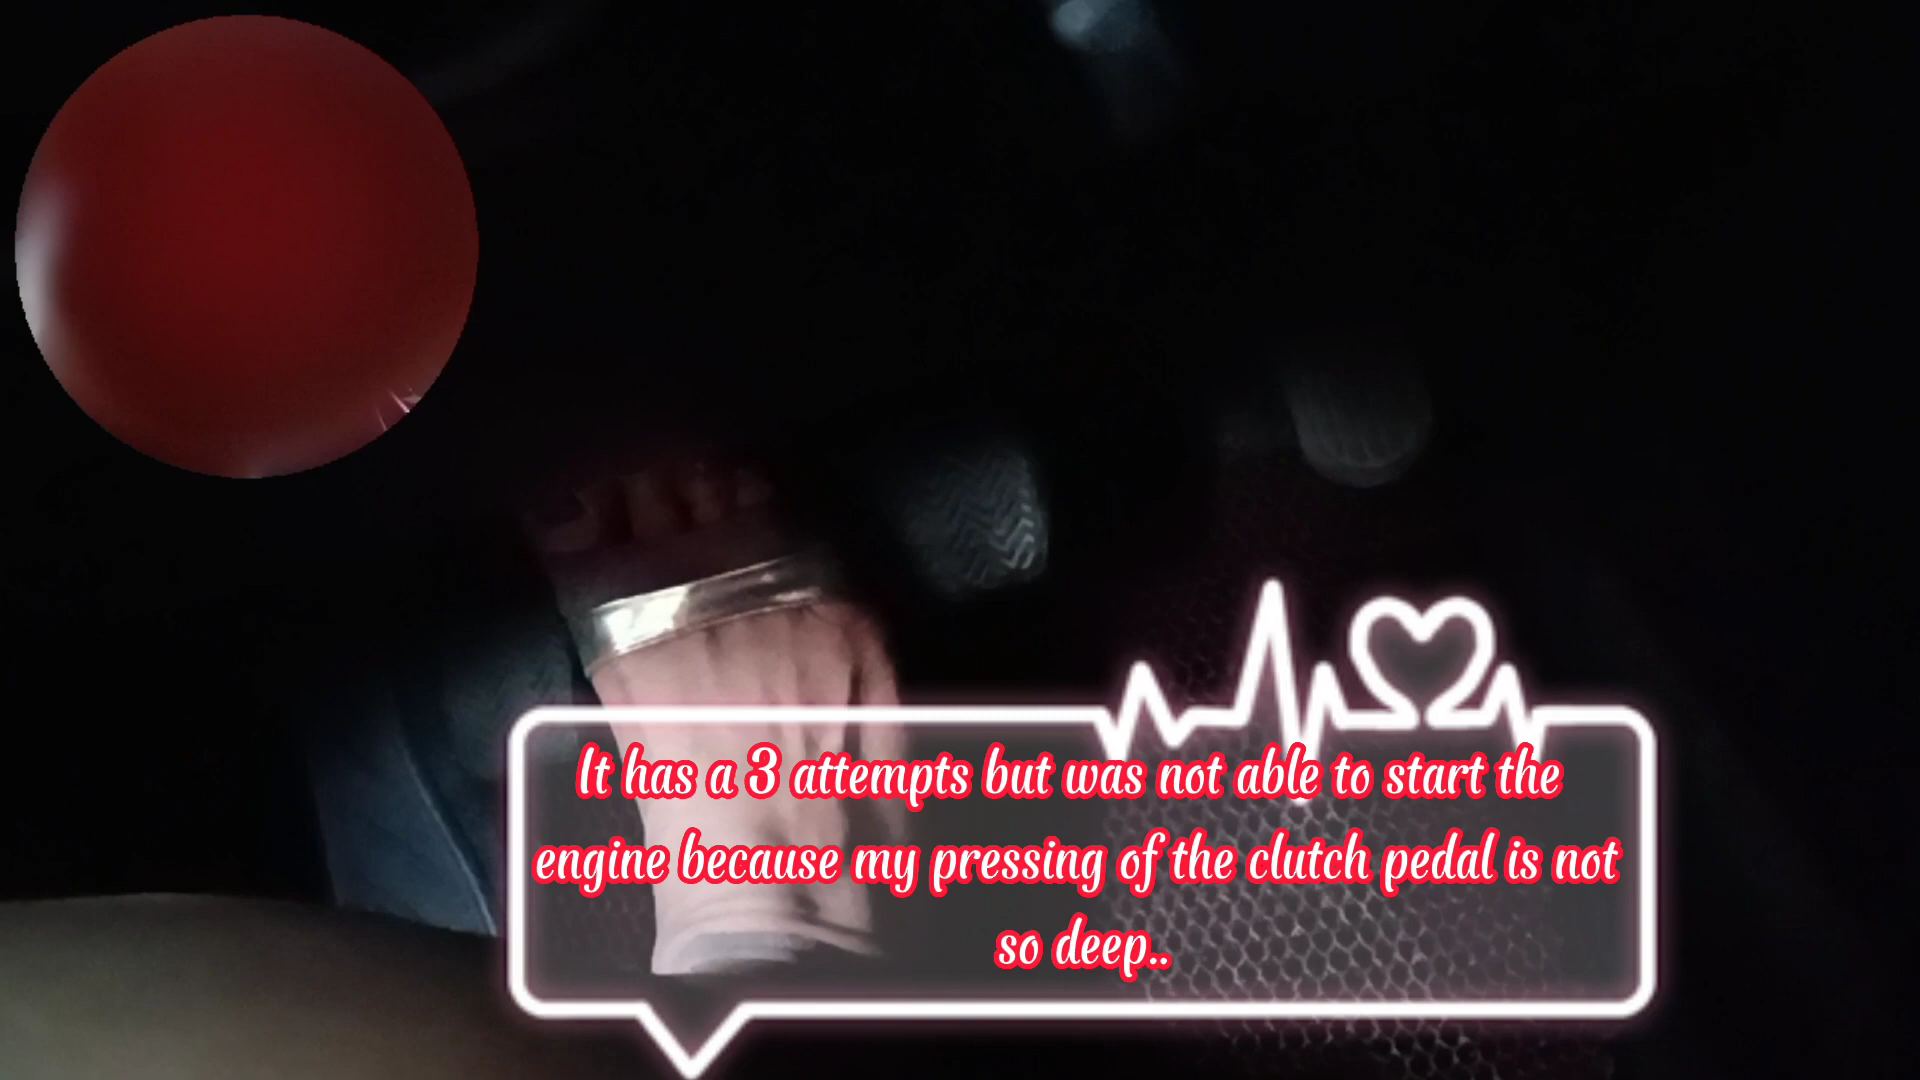 It has a 3 attempts but was not able to start the
engine because my pressing of the clutch pedal is not
so deep..